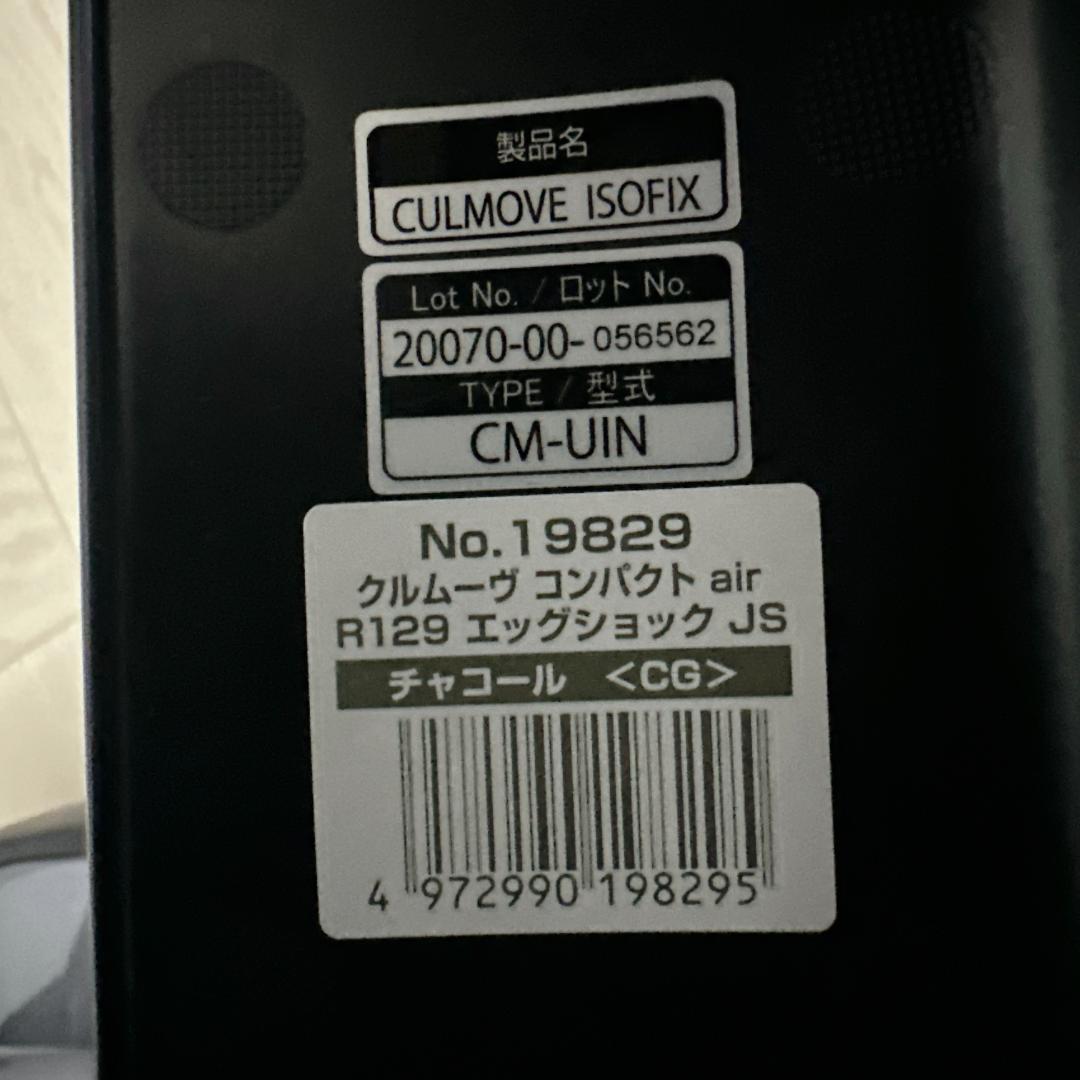 製品名
CULMOVE ISOFIX
Lot No. / ロット No.
20070-00-056562
TYPE / 型式
CM-UIN
No.19829
クルムーヴ コンパクト air
R129 エッグショック JS
チャコール <CG>
4 972990 198295